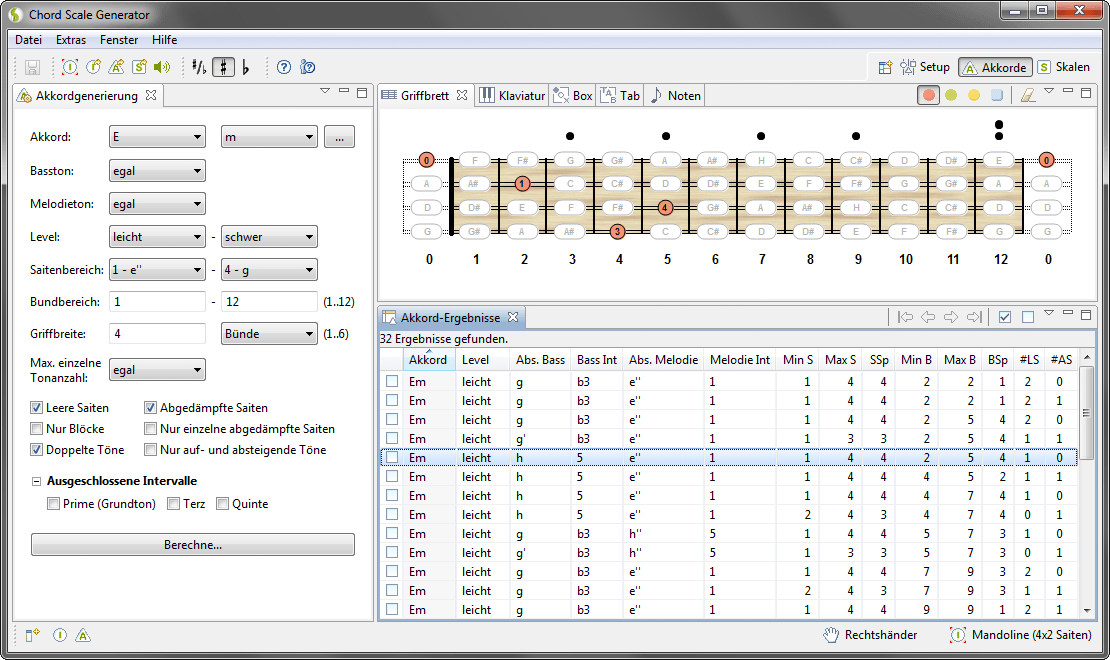 Chord Scale Generator
Datei Extras Fenster Hilfe
Setup Akkorde Skalen
Akkordgenerierung
Akkord: E m ...
Basston: egal
Melodieton: egal
Level: leicht - schwer
Saitenbereich: 1 - e'' - 4 - g
Bundbereich: 1 - 12 (1..12)
Griffbreite: 4 Bünde (1..6)
Max. einzelne
Tonanzahl: egal
Leere Saiten Abgedämpfte Saiten
Nur Blöcke Nur einzelne abgedämpfte Saiten
Doppelte Töne Nur auf- und absteigende Töne
Ausgeschlossene Intervalle
Prime (Grundton) Terz Quinte
Berechne...
Griffbrett Klaviatur Box Tab Noten
0 F F# G G# A A# H C C# D D# E 0
A A# 1 C C# D D# E F F# G G# A A
D D# E F F# 4 G# A A# H C C# D D
G G# A A# 3 C C# D D# E F F# G G
0 1 2 3 4 5 6 7 8 9 10 11 12 0
Akkord-Ergebnisse
32 Ergebnisse gefunden.
Akkord Level Abs. Bass Bass Int Abs. Melodie Melodie Int Min S Max S SSp Min B Max B BSp #LS #AS
Em leicht g b3 e'' 1 1 4 4 2 2 1 2 0
Em leicht g b3 e'' 1 1 4 4 2 2 1 2 1
Em leicht g b3 e'' 1 1 4 4 2 5 4 2 0
Em leicht g' b3 e'' 1 1 3 3 2 5 4 1 1
Em leicht h 5 e'' 1 1 4 4 2 5 4 1 0
Em leicht h 5 e'' 1 1 4 4 4 5 2 1 1
Em leicht h 5 e'' 1 1 4 4 4 7 4 1 0
Em leicht h 5 e'' 1 2 4 3 4 7 4 0 1
Em leicht g b3 h'' 5 1 4 4 5 7 3 1 0
Em leicht g' b3 h'' 5 1 3 3 5 7 3 0 1
Em leicht g b3 e'' 1 1 4 4 7 9 3 2 0
Em leicht g b3 e'' 1 2 4 3 7 9 3 1 1
Em leicht g b3 e'' 1 1 4 4 9 9 1 2 1
Rechtshänder Mandoline (4x2 Saiten)